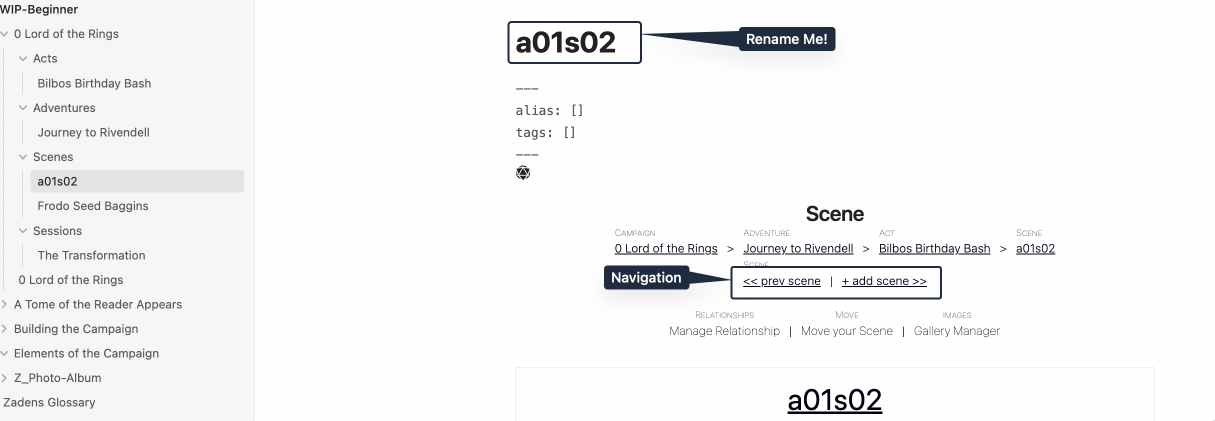 WIP-Beginner
0 Lord of the Rings
Acts
Bilbos Birthday Bash
Adventures
Journey to Rivendell
Scenes
a01s02
Frodo Seed Baggins
Sessions
The Transformation
0 Lord of the Rings
A Tome of the Reader Appears
Building the Campaign
Elements of the Campaign
Z_Photo-Album
Zadens Glossary
a01s02
Rename Me!
---
alias: []
tags: []
---
Scene
Campaign Adventure Act Scene
0 Lord of the Rings > Journey to Rivendell > Bilbos Birthday Bash > a01s02
Scene
Navigation
<< prev scene | + add scene >>
Relationships Move Images
Manage Relationship | Move your Scene | Gallery Manager
a01s02